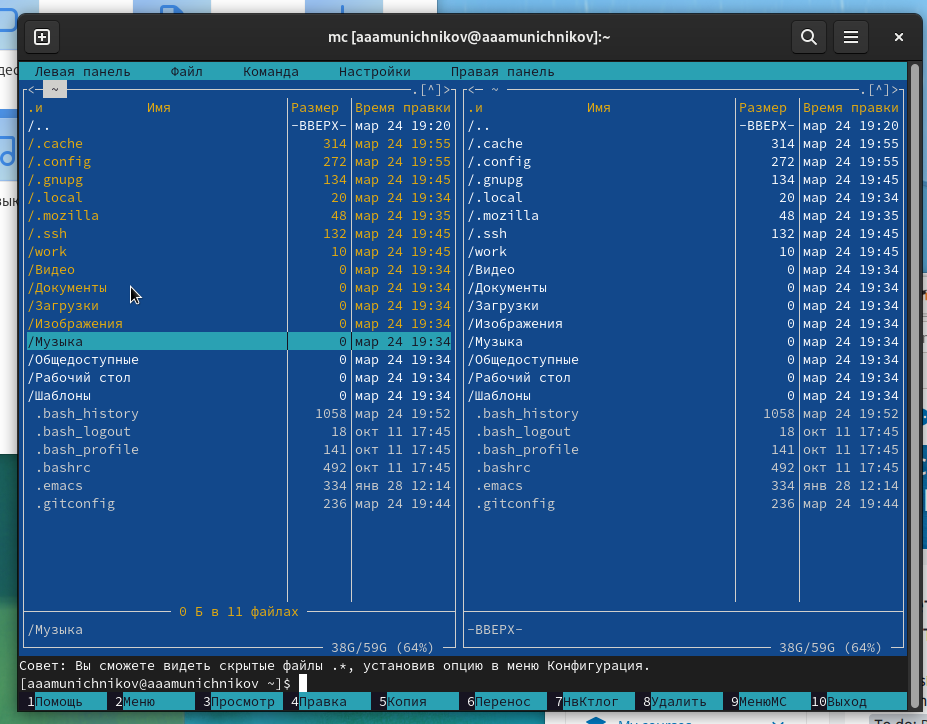 mc [aaamunichnikov@aaamunichnikov]:~
Левая панель Файл Команда Настройки Правая панель
<─ ~ .[^]> <─ ~ .[^]>
.и Имя Размер Время правки .и Имя Размер Время правки
/.. -ВВЕРХ- мар 24 19:20 /.. -ВВЕРХ- мар 24 19:20
/.cache 314 мар 24 19:55 /.cache 314 мар 24 19:55
/.config 272 мар 24 19:55 /.config 272 мар 24 19:55
/.gnupg 134 мар 24 19:45 /.gnupg 134 мар 24 19:45
/.local 20 мар 24 19:34 /.local 20 мар 24 19:34
/.mozilla 48 мар 24 19:35 /.mozilla 48 мар 24 19:35
/.ssh 132 мар 24 19:45 /.ssh 132 мар 24 19:45
/work 10 мар 24 19:45 /work 10 мар 24 19:45
/Видео 0 мар 24 19:34 /Видео 0 мар 24 19:34
/Документы 0 мар 24 19:34 /Документы 0 мар 24 19:34
/Загрузки 0 мар 24 19:34 /Загрузки 0 мар 24 19:34
/Изображения 0 мар 24 19:34 /Изображения 0 мар 24 19:34
/Музыка 0 мар 24 19:34 /Музыка 0 мар 24 19:34
/Общедоступные 0 мар 24 19:34 /Общедоступные 0 мар 24 19:34
/Рабочий стол 0 мар 24 19:34 /Рабочий стол 0 мар 24 19:34
/Шаблоны 0 мар 24 19:34 /Шаблоны 0 мар 24 19:34
.bash_history 1058 мар 24 19:52 .bash_history 1058 мар 24 19:52
.bash_logout 18 окт 11 17:45 .bash_logout 18 окт 11 17:45
.bash_profile 141 окт 11 17:45 .bash_profile 141 окт 11 17:45
.bashrc 492 окт 11 17:45 .bashrc 492 окт 11 17:45
.emacs 334 янв 28 12:14 .emacs 334 янв 28 12:14
.gitconfig 236 мар 24 19:44 .gitconfig 236 мар 24 19:44
0 Б в 11 файлах
/Музыка -ВВЕРХ-
38G/59G (64%) 38G/59G (64%)
Совет: Вы сможете видеть скрытые файлы .*, установив опцию в меню Конфигурация.
[aaamunichnikov@aaamunichnikov ~]$
1Помощь 2Меню 3Просмотр 4Правка 5Копия 6Перенос 7НвКтлог 8Удалить 9МенюМС 10Выход